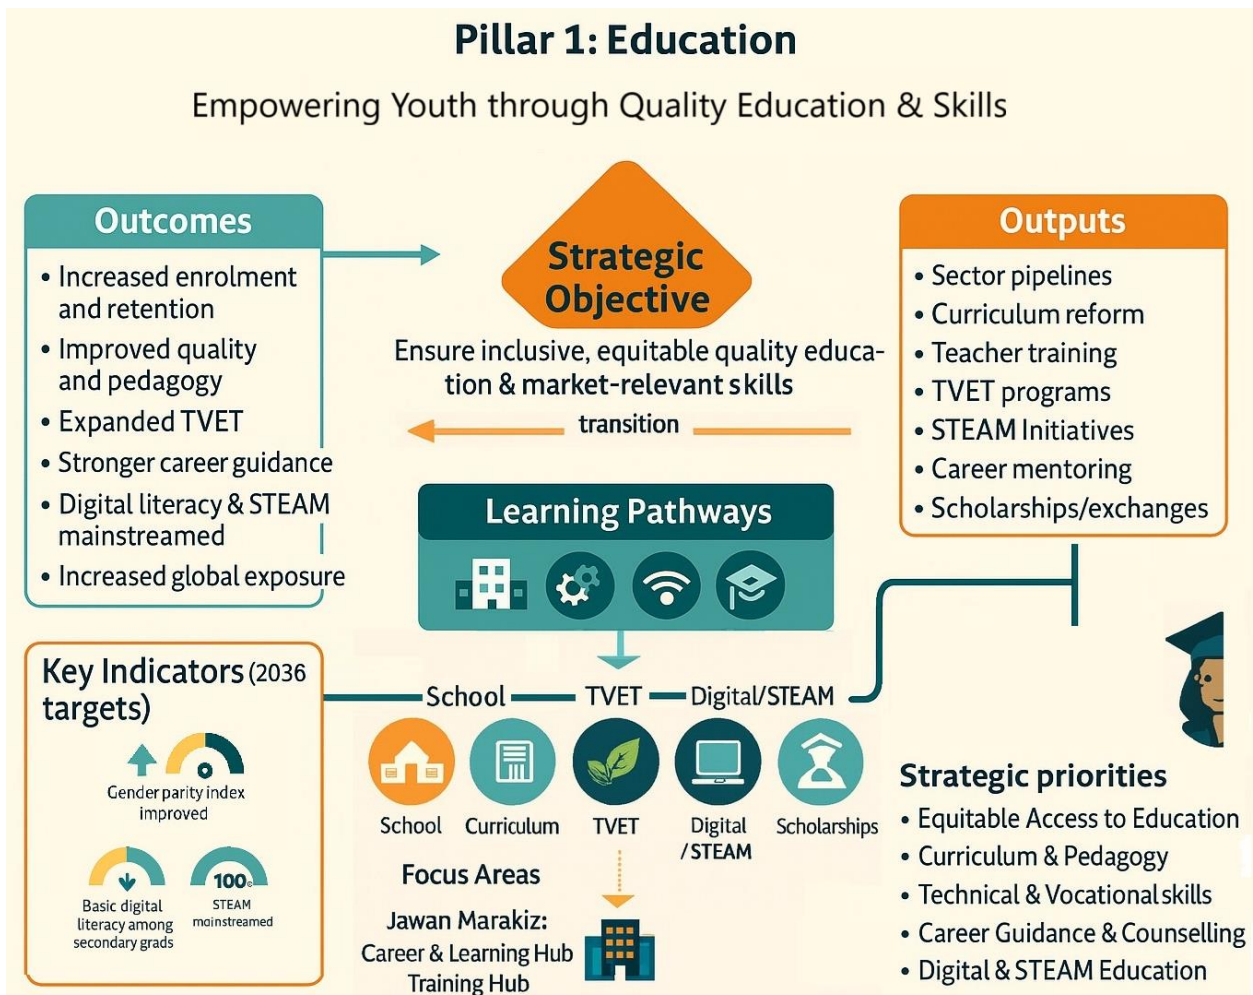 Pillar 1: Education
Empowering Youth through Quality Education & Skills
Outcomes
• Increased enrolment
and retention
• Improved quality
and pedagogy
• Expanded TVET
• Stronger career guidance
• Digital literacy & STEAM
mainstreamed
• Increased global exposure
Strategic
Objective
Ensure inclusive, equitable quality educa-
tion & market-relevant skills
transition
Outputs
• Sector pipelines
• Curriculum reform
• Teacher training
• TVET programs
• STEAM Initiatives
• Career mentoring
• Scholarships/exchanges
Learning Pathways
Key Indicators (2036
targets)
Gender parity index
improved
Basic digital
literacy among
secondary grads
100
STEAM
mainstreamed
School TVET Digital/STEAM
School
Curriculum
TVET
Digital
/STEAM
Scholarships
Focus Areas
Jawan Marakiz:
Career & Learning Hub
Training Hub
Strategic priorities
• Equitable Access to Education
• Curriculum & Pedagogy
• Technical & Vocational skills
• Career Guidance & Counselling
• Digital & STEAM Education